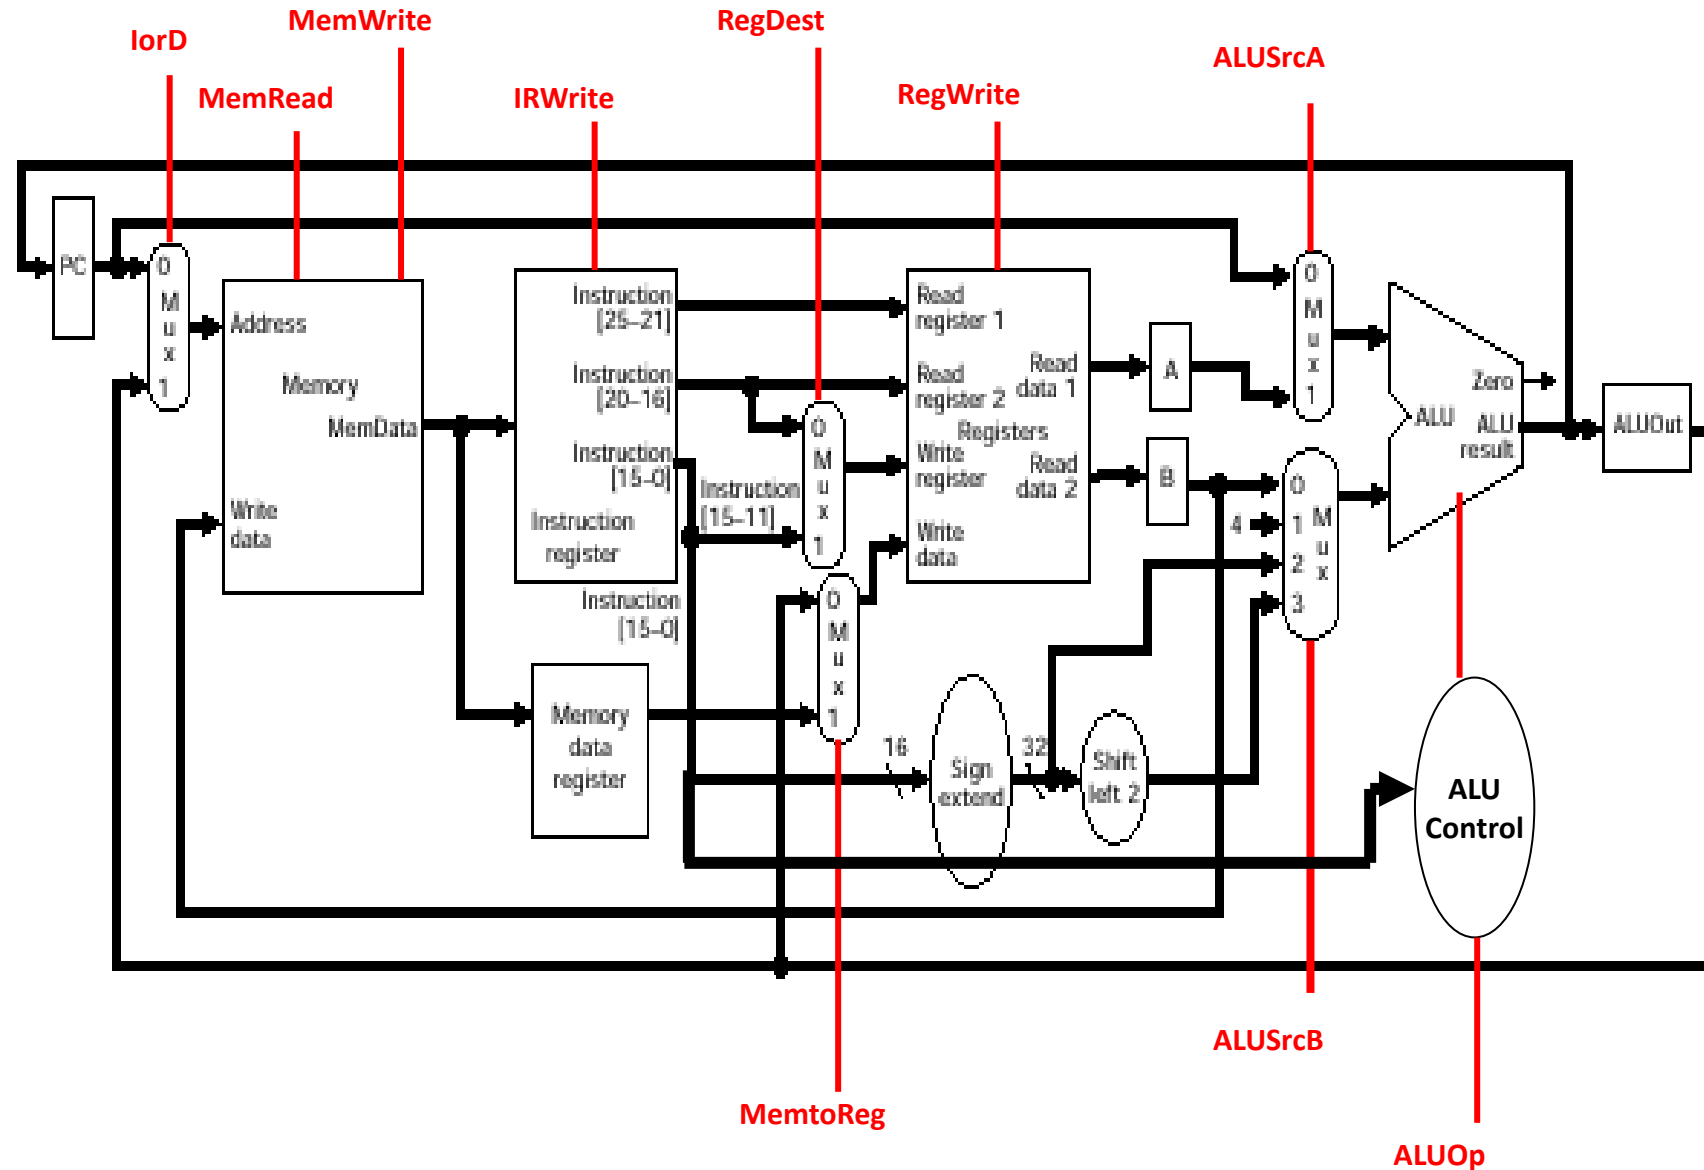 MemWrite
RegDest
IorD
ALUSrcA
MemRead
IRWrite
RegWrite
PC
0
M
u
x
1
Address
Memory
MemData
Write
data
Instruction
[25–21]
Instruction
[20–16]
Instruction
[15–0]
Instruction
register
Instruction
[15–11]
0
M
u
x
1
Read
register 1
Read
register 2
Registers
Write
register
Write
data
Read
data 1
Read
data 2
A
B
0
M
u
x
1
4
0
1
2
3
M
u
x
Zero
ALU
ALU
result
ALUOut
Instruction
[15–0]
0
M
u
x
1
Memory
data
register
16
Sign
extend
32
Shift
left 2
ALU
Control
ALUSrcB
MemtoReg
ALUOp